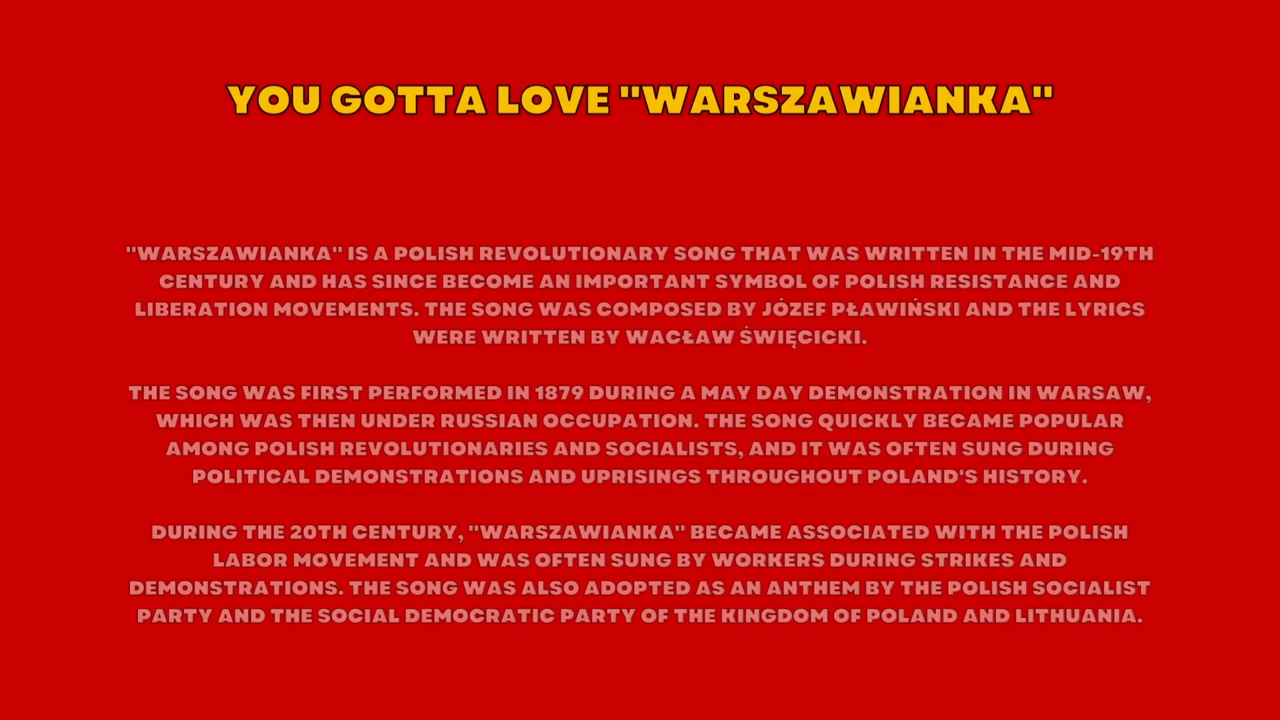 YOU GOTTA LOVE "WARSZAWIANKA"
"WARSZAWIANKA" IS A POLISH REVOLUTIONARY SONG THAT WAS WRITTEN IN THE MID-19TH
CENTURY AND HAS SINCE BECOME AN IMPORTANT SYMBOL OF POLISH RESISTANCE AND
LIBERATION MOVEMENTS. THE SONG WAS COMPOSED BY JÓZEF PŁAWIŃSKI AND THE LYRICS
WERE WRITTEN BY WACŁAW ŚWIĘCICKI.
THE SONG WAS FIRST PERFORMED IN 1879 DURING A MAY DAY DEMONSTRATION IN WARSAW,
WHICH WAS THEN UNDER RUSSIAN OCCUPATION. THE SONG QUICKLY BECAME POPULAR
AMONG POLISH REVOLUTIONARIES AND SOCIALISTS, AND IT WAS OFTEN SUNG DURING
POLITICAL DEMONSTRATIONS AND UPRISINGS THROUGHOUT POLAND'S HISTORY.
DURING THE 20TH CENTURY, "WARSZAWIANKA" BECAME ASSOCIATED WITH THE POLISH
LABOR MOVEMENT AND WAS OFTEN SUNG BY WORKERS DURING STRIKES AND
DEMONSTRATIONS. THE SONG WAS ALSO ADOPTED AS AN ANTHEM BY THE POLISH SOCIALIST
PARTY AND THE SOCIAL DEMOCRATIC PARTY OF THE KINGDOM OF POLAND AND LITHUANIA.